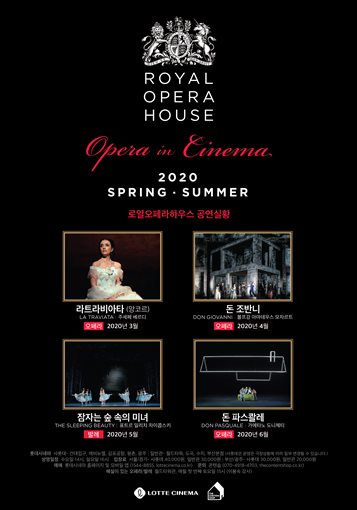 ROYAL
OPERA
HOUSE
Opera in Cinema
2020
SPRING · SUMMER
로열오페라하우스 공연실황
라트라비아타 (앙코르)
LA TRAVIATA | 주세페 베르디
오페라 2020년 3월
돈 조반니
DON GIOVANNI | 볼프강 아마데우스 모차르트
오페라 2020년 4월
잠자는 숲 속의 미녀
THE SLEEPING BEAUTY | 표트르 일리치 차이콥스키
발레 2020년 5월
돈 파스콸레
DON PASQUALE | 가에타노 도니제티
오페라 2020년 6월
LOTTE CINEMA